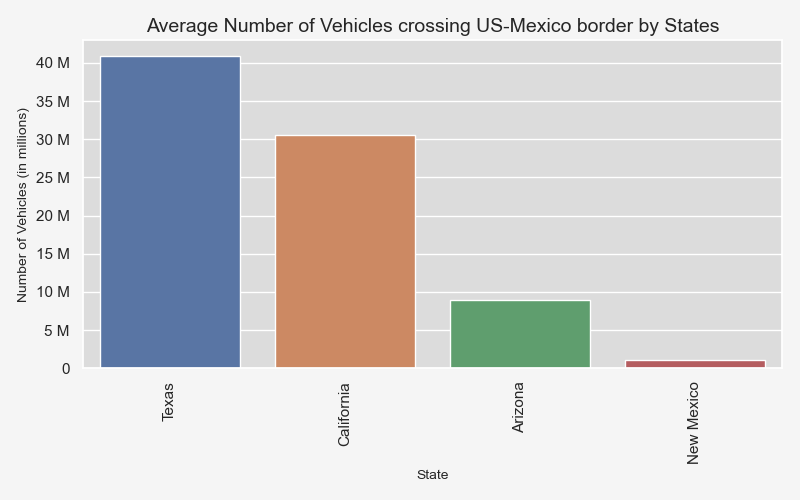 Average Number of Vehicles crossing US-Mexico border by States
Number of Vehicles (in millions)
40 M
35 M
30 M
25 M
20 M
15 M
10 M
5 M
0
Texas
California
Arizona
New Mexico
State